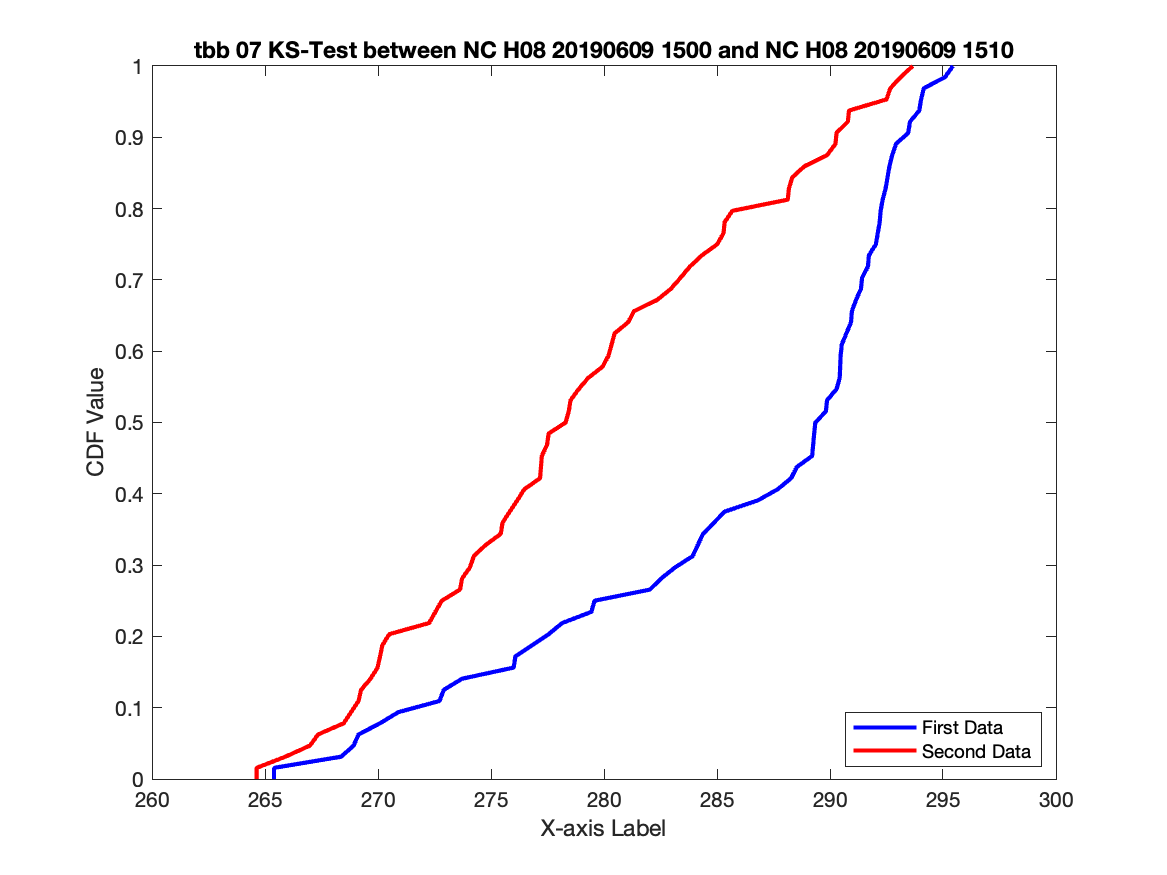 tbb 07 KS-Test between NC H08 20190609 1500 and NC H08 20190609 1510
1
0.9
0.8
0.7
0.6
0.5
0.4
0.3
0.2
0.1
0
CDF Value
First Data
Second Data
260 265 270 275 280 285 290 295 300
X-axis Label